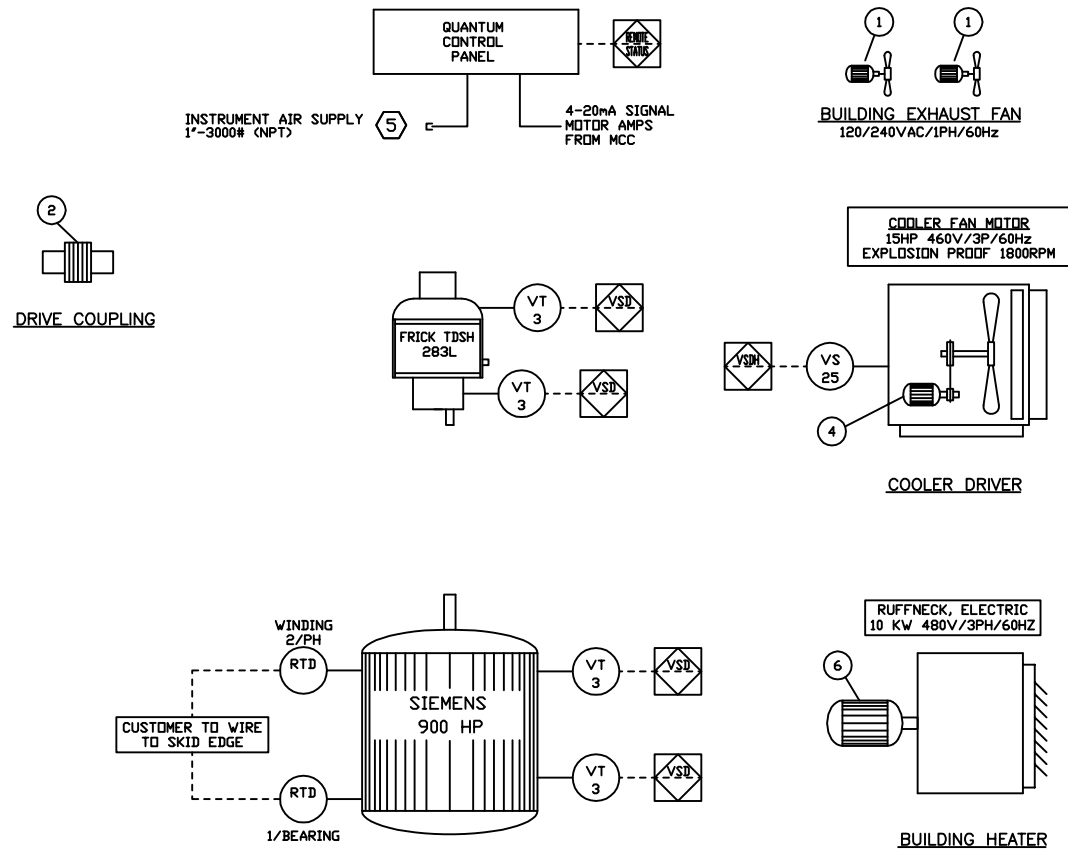 QUANTUM
CONTROL
PANEL
REMOTE
STATUS
1
1
INSTRUMENT AIR SUPPLY
1"-3000# (NPT)
5
4-20mA SIGNAL
MOTOR AMPS
FROM MCC
BUILDING EXHAUST FAN
120/240VAC/1PH/60Hz
2
DRIVE COUPLING
COOLER FAN MOTOR
15HP 460V/3P/60Hz
EXPLOSION PROOF 1800RPM
FRICK TDSH
283L
VT
3
VSD
VT
3
VSD
VSDH
VS
25
4
COOLER DRIVER
WINDING
2/PH
RTD
CUSTOMER TO WIRE
TO SKID EDGE
RTD
1/BEARING
SIEMENS
900 HP
VT
3
VSD
VT
3
VSD
RUFFNECK, ELECTRIC
10 KW 480V/3PH/60HZ
6
BUILDING HEATER